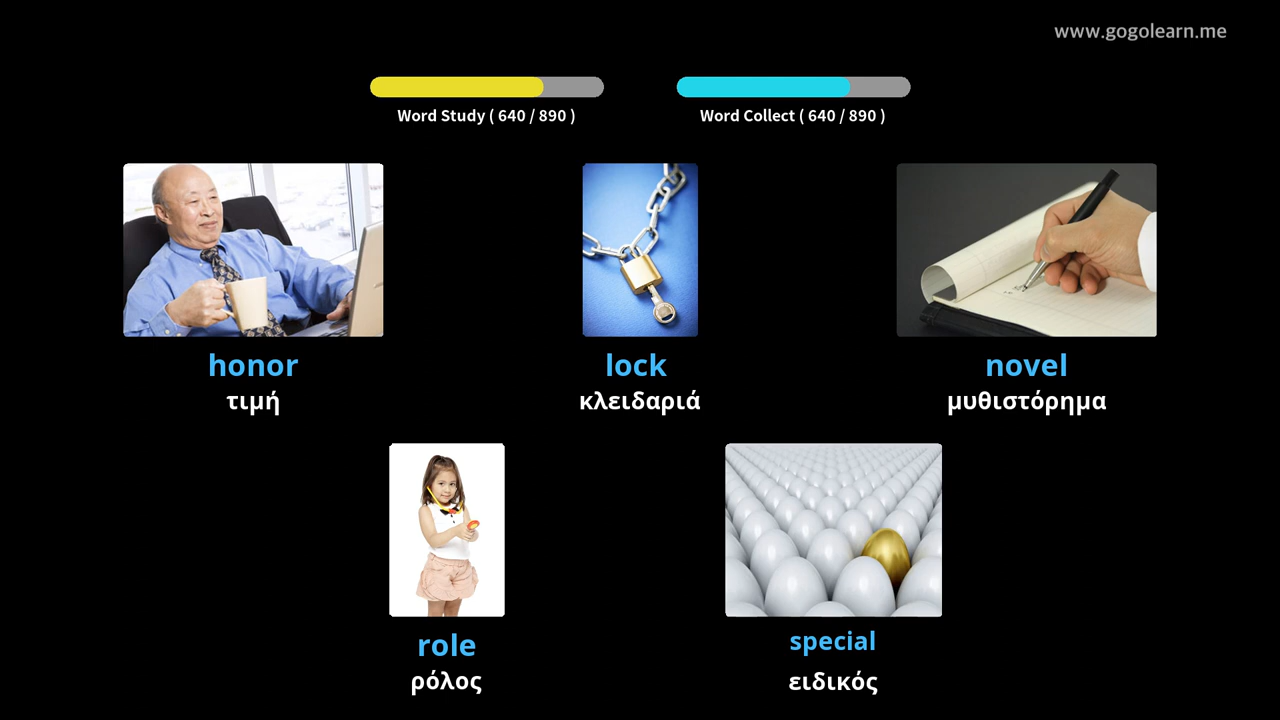 www.gogolearn.me
Word Study ( 640 / 890 )
Word Collect ( 640 / 890 )
honor
τιμή
lock
κλειδαριά
novel
μυθιστόρημα
role
ρόλος
special
ειδικός